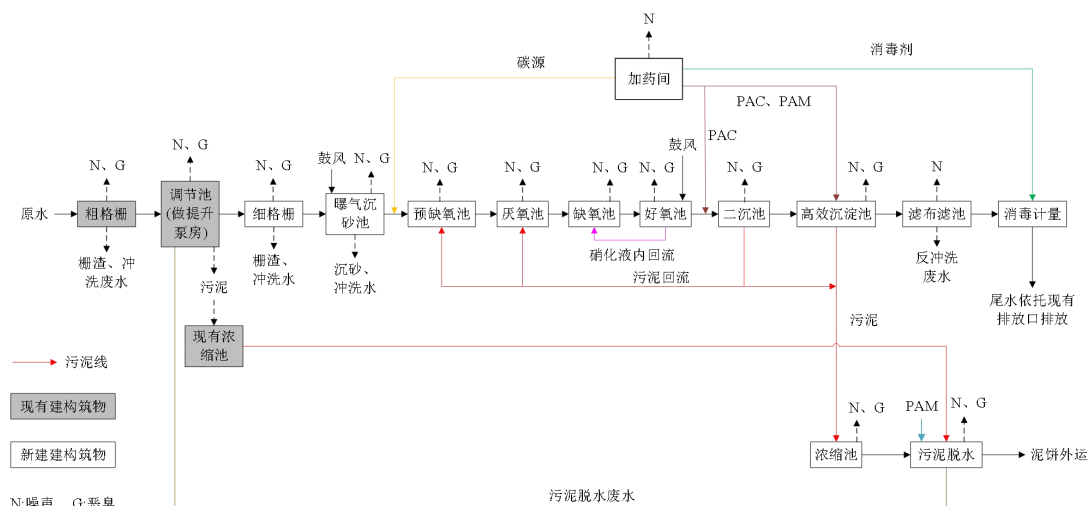 N
消毒剂
碳源
加药间
PAC、PAM
PAC
N、G
N、G
N、G
鼓风
N、G
N、G
N、G
N、G
N、G
鼓风
N、G
N、G
N
原水
粗格栅
调节池
(做提升
泵房)
细格栅
曝气沉
砂池
预缺氧池
厌氧池
缺氧池
好氧池
二沉池
高效沉淀池
滤布滤池
消毒计量
栅渣、冲
洗废水
污泥
栅渣、
冲洗水
沉砂、
冲洗水
硝化液内回流
污泥回流
反冲洗
废水
尾水依托现有
排放口排放
污泥
现有浓
缩池
污泥线
现有建构筑物
新建建构筑物
N、G
PAM
N、G
浓缩池
污泥脱水
泥饼外运
污泥脱水废水
N:噪声 G:恶臭